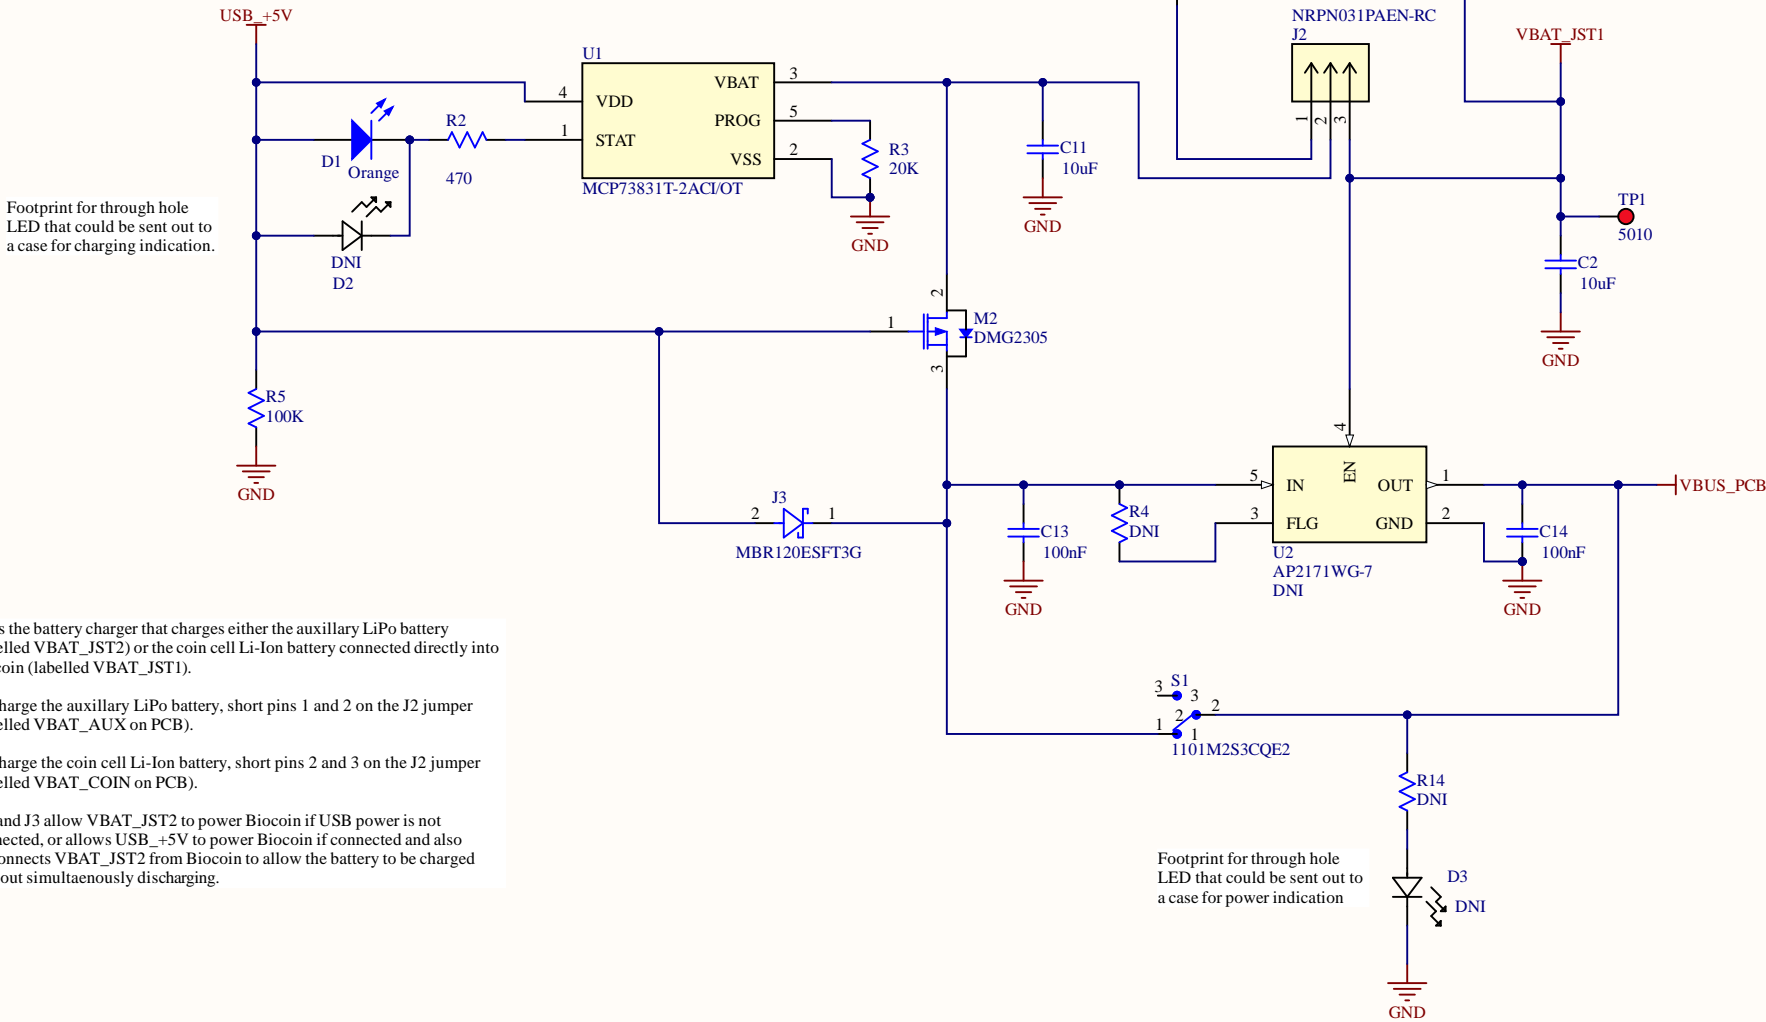 USB_+5V
NRPN031PAEN-RC
J2
VBAT_JST1
U1
4
VDD
1
STAT
VBAT
3
PROG
5
VSS
2
MCP73831T-2ACI/OT
D1
Orange
R2
470
R3
20K
GND
C11
10uF
GND
1
2
3
TP1
5010
C2
10uF
GND
Footprint for through hole
LED that could be sent out to
a case for charging indication.
DNI
D2
2
1
M2
DMG2305
3
R5
100K
GND
J3
2
1
MBR120ESFT3G
C13
100nF
GND
R4
DNI
4
5
IN
EN
OUT
1
3
FLG
GND
2
U2
AP2171WG-7
DNI
C14
100nF
GND
VBUS_PCB
s the battery charger that charges either the auxillary LiPo battery
elled VBAT_JST2) or the coin cell Li-Ion battery connected directly into
coin (labelled VBAT_JST1).
harge the auxillary LiPo battery, short pins 1 and 2 on the J2 jumper
elled VBAT_AUX on PCB).
harge the coin cell Li-Ion battery, short pins 2 and 3 on the J2 jumper
elled VBAT_COIN on PCB).
and J3 allow VBAT_JST2 to power Biocoin if USB power is not
nected, or allows USB_+5V to power Biocoin if connected and also
onnects VBAT_JST2 from Biocoin to allow the battery to be charged
out simultaenously discharging.
S1
3
3
2
2
1
1
1101M2S3CQE2
R14
DNI
Footprint for through hole
LED that could be sent out to
a case for power indication
D3
DNI
GND